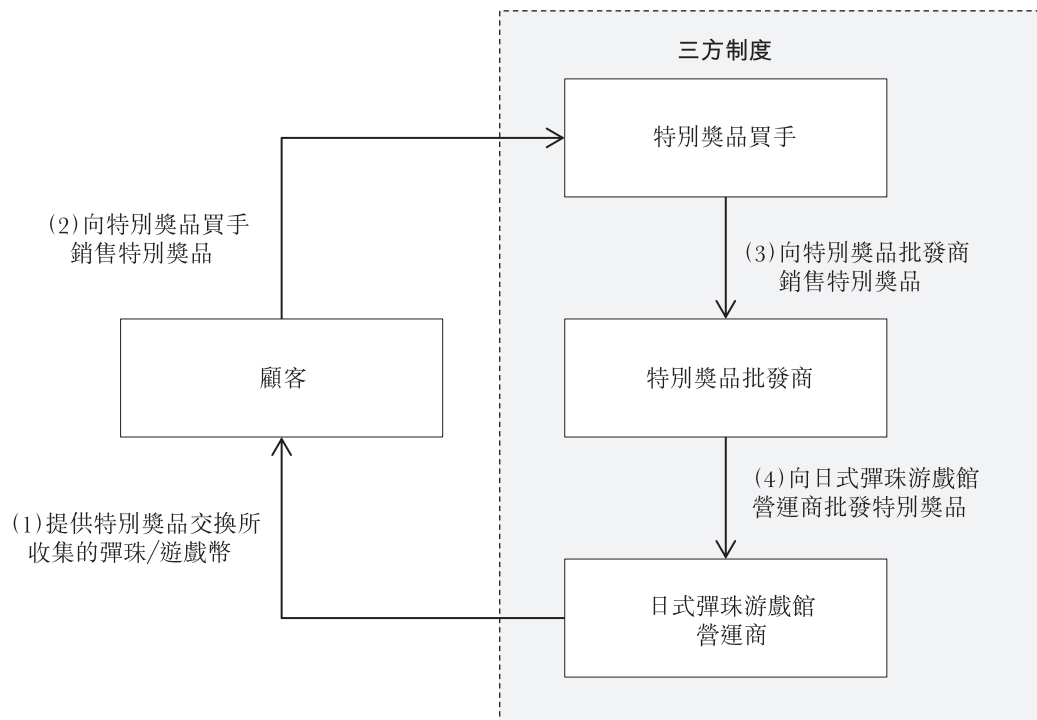 三方制度
特別獎品買手
(2)向特別獎品買手
銷售特別獎品
(3)向特別獎品批發商
銷售特別獎品
顧客
特別獎品批發商
(4)向日式彈珠游戲館
營運商批發特別獎品
(1)提供特別獎品交換所
收集的彈珠/遊戲幣
日式彈珠游戲館
營運商